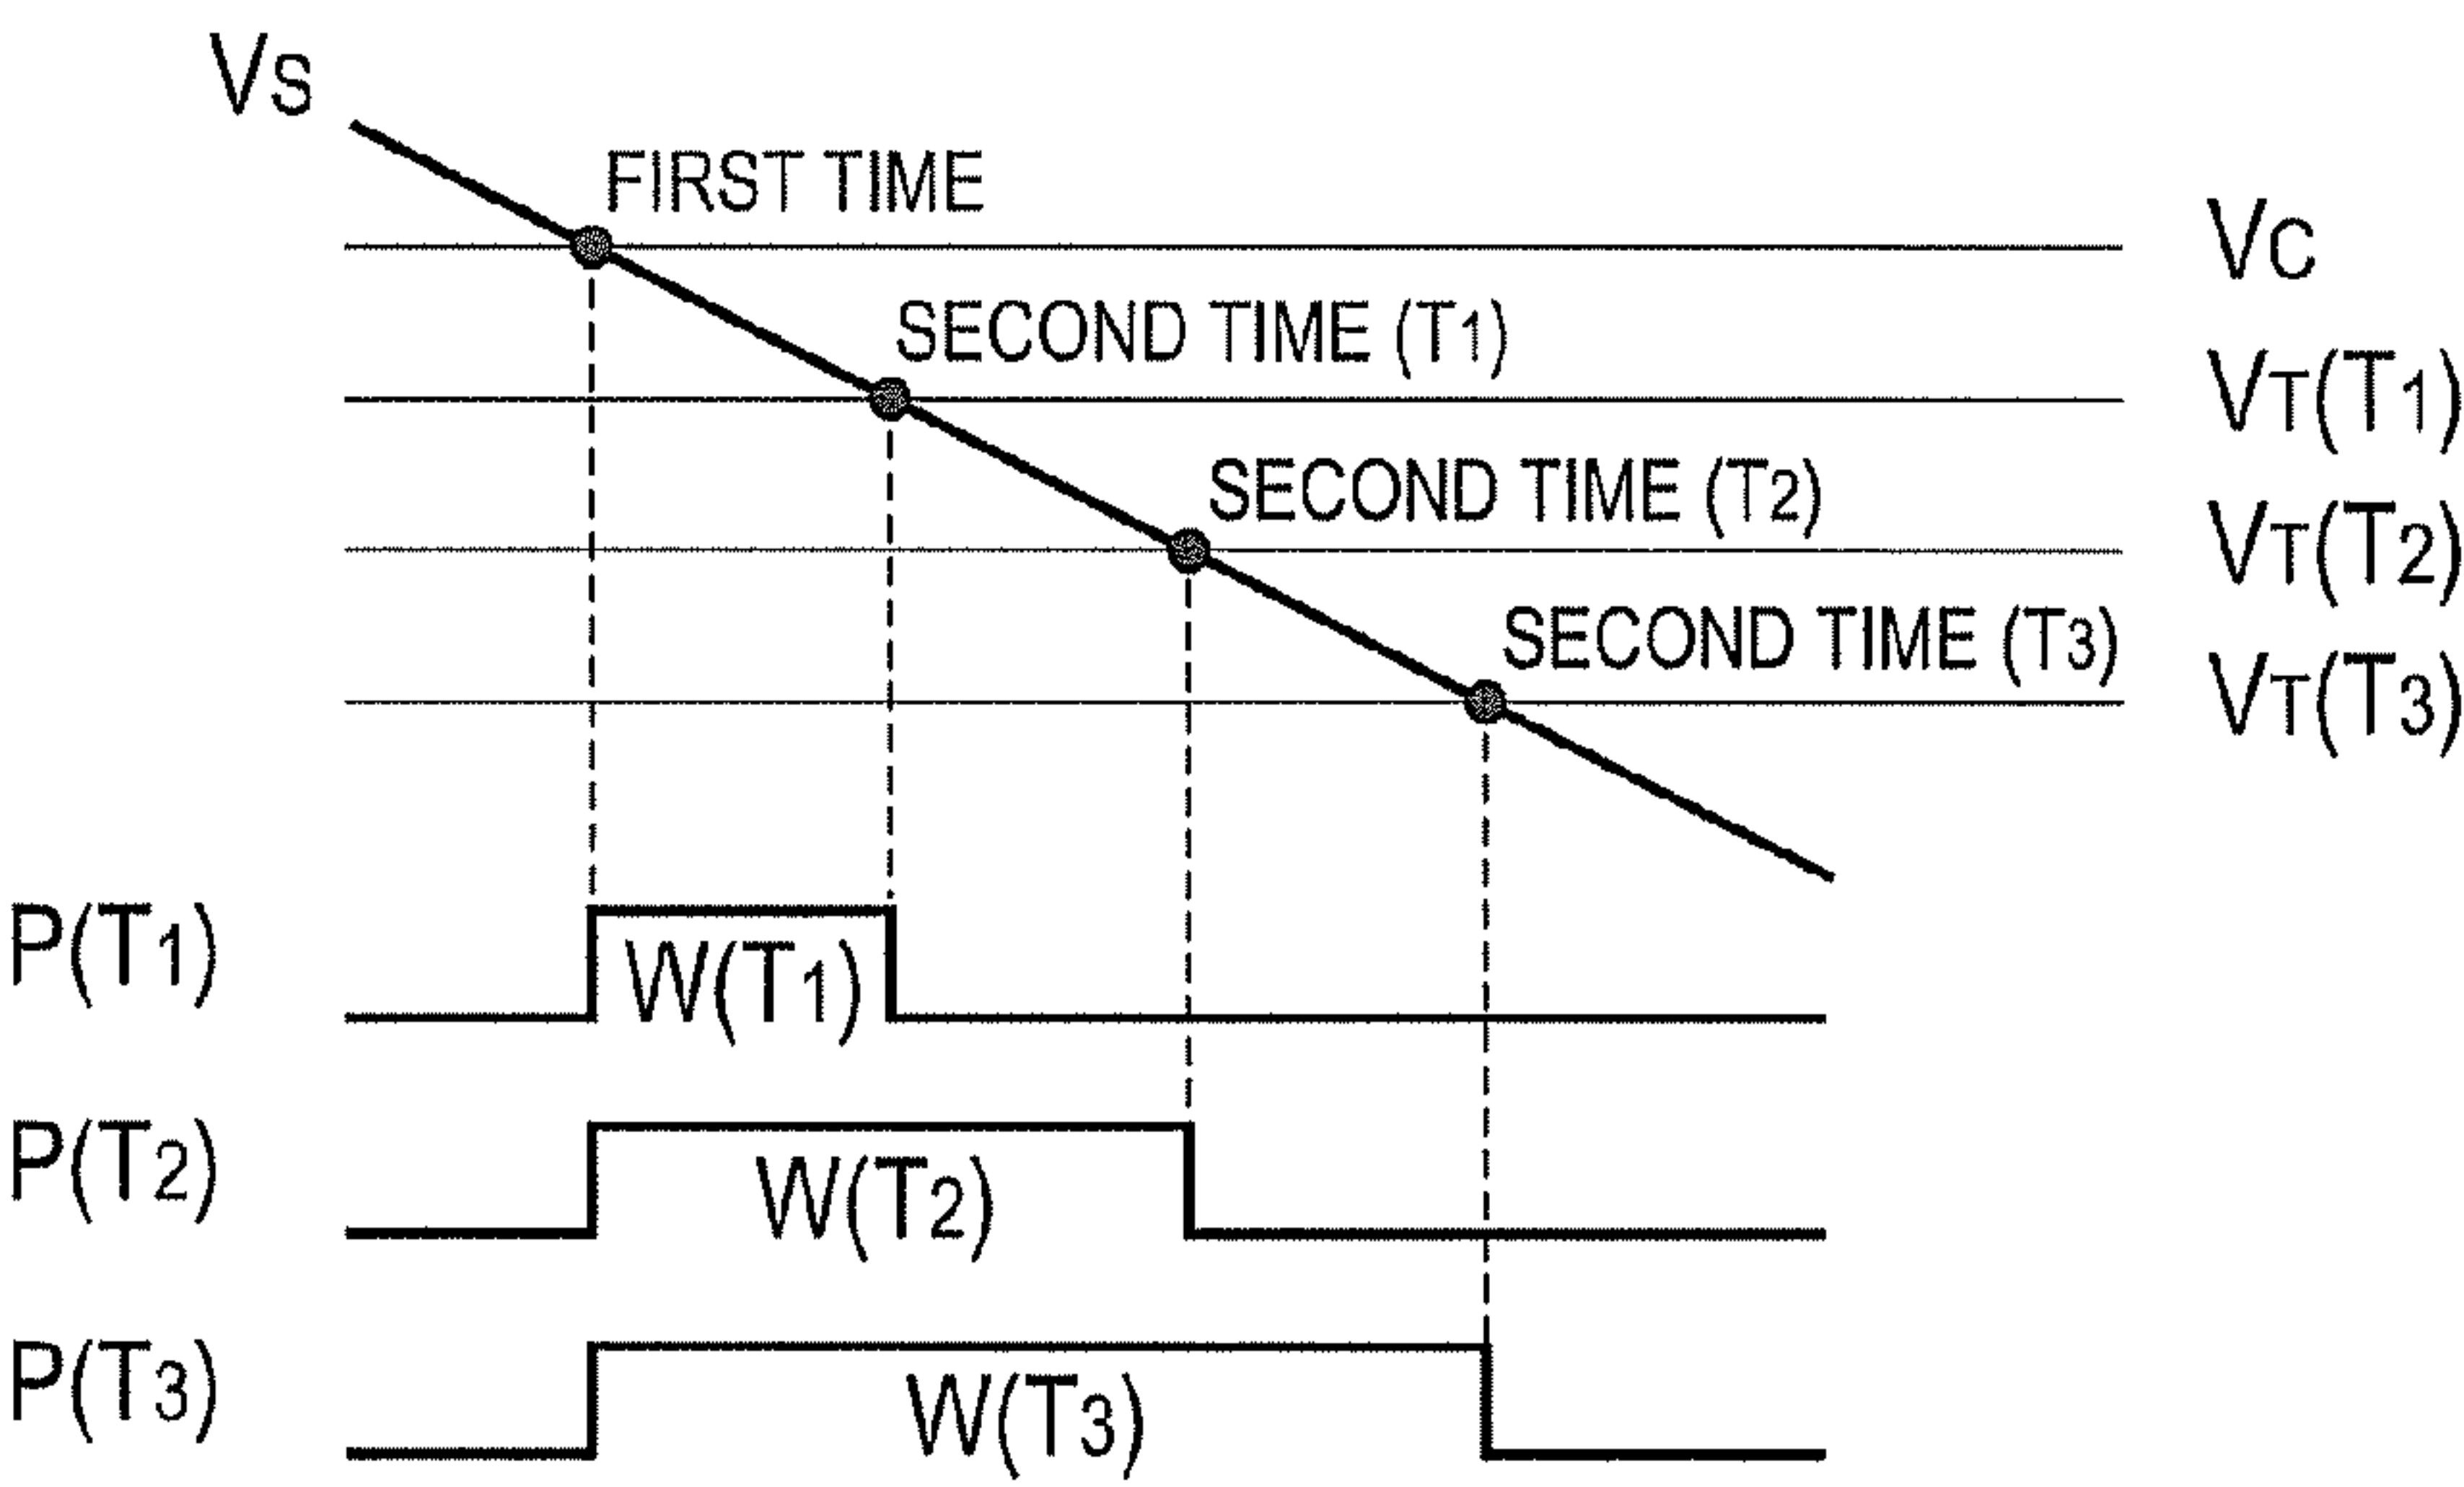 VS
FIRST TIME
VC
SECOND TIME (T1)
VT(T1)
SECOND TIME (T2)
VT(T2)
SECOND TIME (T3)
VT(T3)
P(T1)
W(T1)
P(T2)
W(T2)
P(T3)
W(T3)